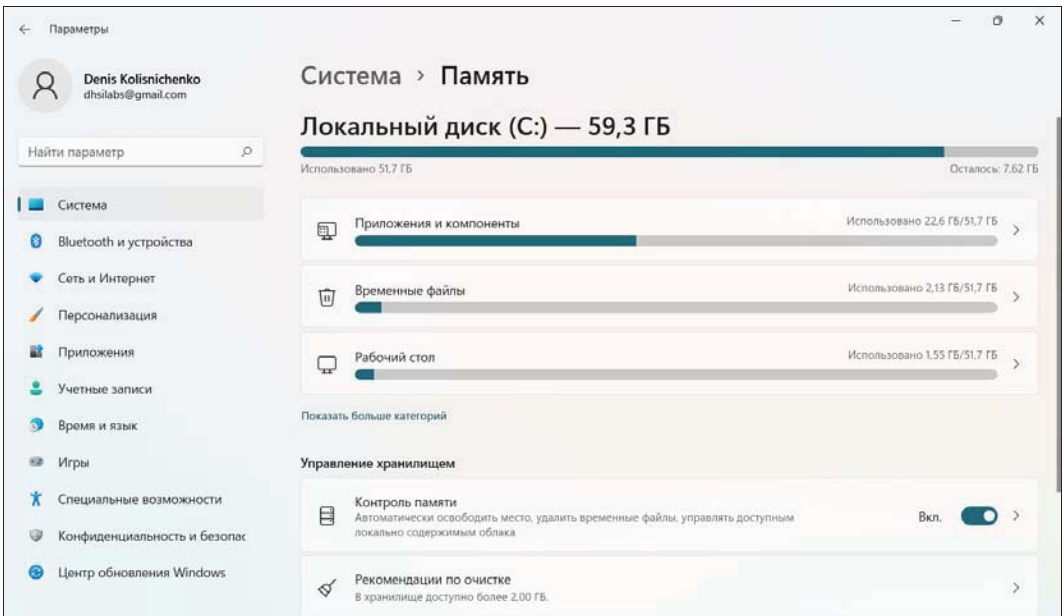 Параметры
Denis Kolisnichenko
dhsilabs@gmail.com
Найти параметр
Система
Bluetooth и устройства
Сеть и Интернет
Персонализация
Приложения
Учетные записи
Время и язык
Игры
Специальные возможности
Конфиденциальность и безопас
Центр обновления Windows
Система › Память
Локальный диск (C:) — 59,3 ГБ
Использовано 51,7 ГБ
Осталось: 7,62 ГБ
Приложения и компоненты
Использовано 22,6 ГБ/51,7 ГБ
Временные файлы
Использовано 2,13 ГБ/51,7 ГБ
Рабочий стол
Использовано 1,55 ГБ/51,7 ГБ
Показать больше категорий
Управление хранилищем
Контроль памяти
Автоматически освободить место, удалить временные файлы, управлять доступным
локально содержимым облака
Вкл.
Рекомендации по очистке
В хранилище доступно более 2,00 ГБ.